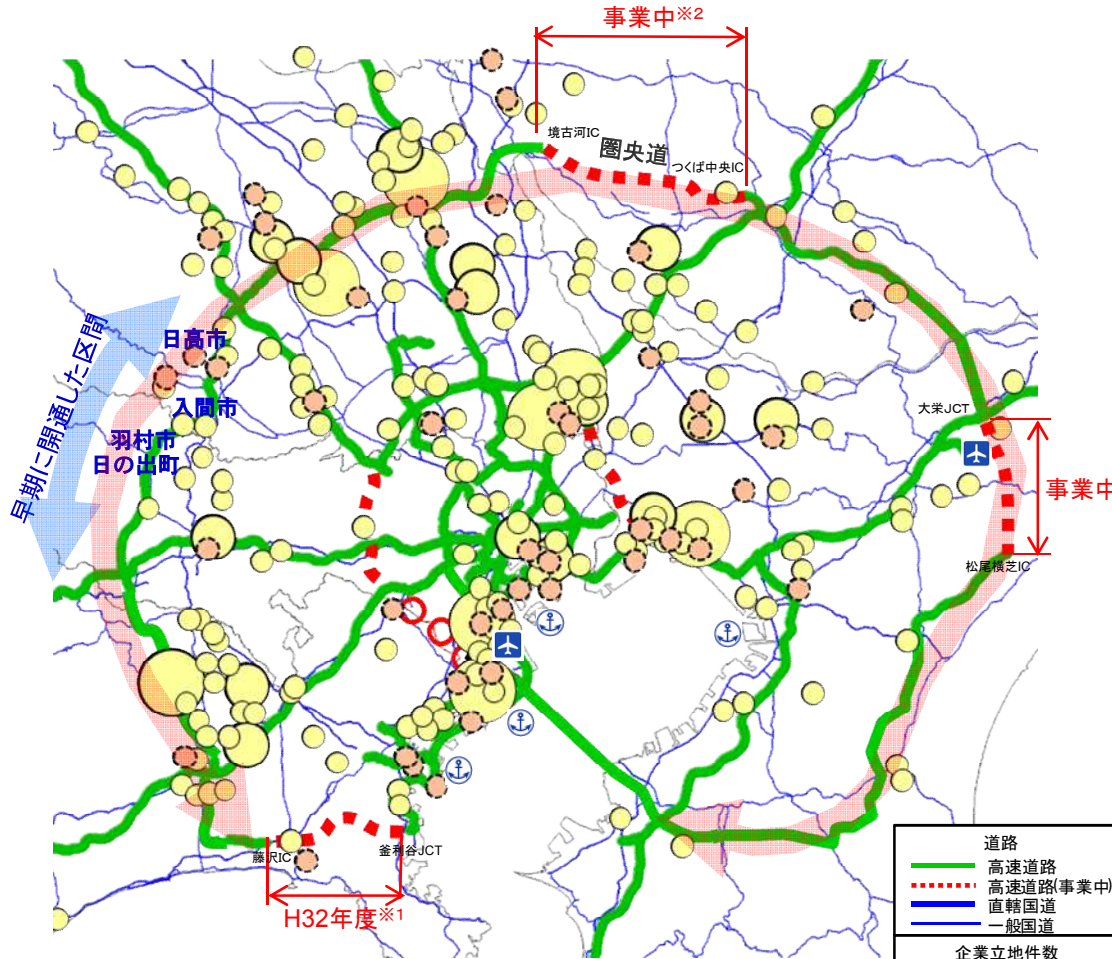 事業中※2
境古河IC
圏央道
つくば中央IC
早期に開通した区間
日高市
入間市
羽村市
日の出町
大栄JCT
事業中
松尾横芝IC
藤沢IC
釜利谷JCT
H32年度※1
道路
高速道路
高速道路(事業中)
直轄国道
一般国道
企業立地件数